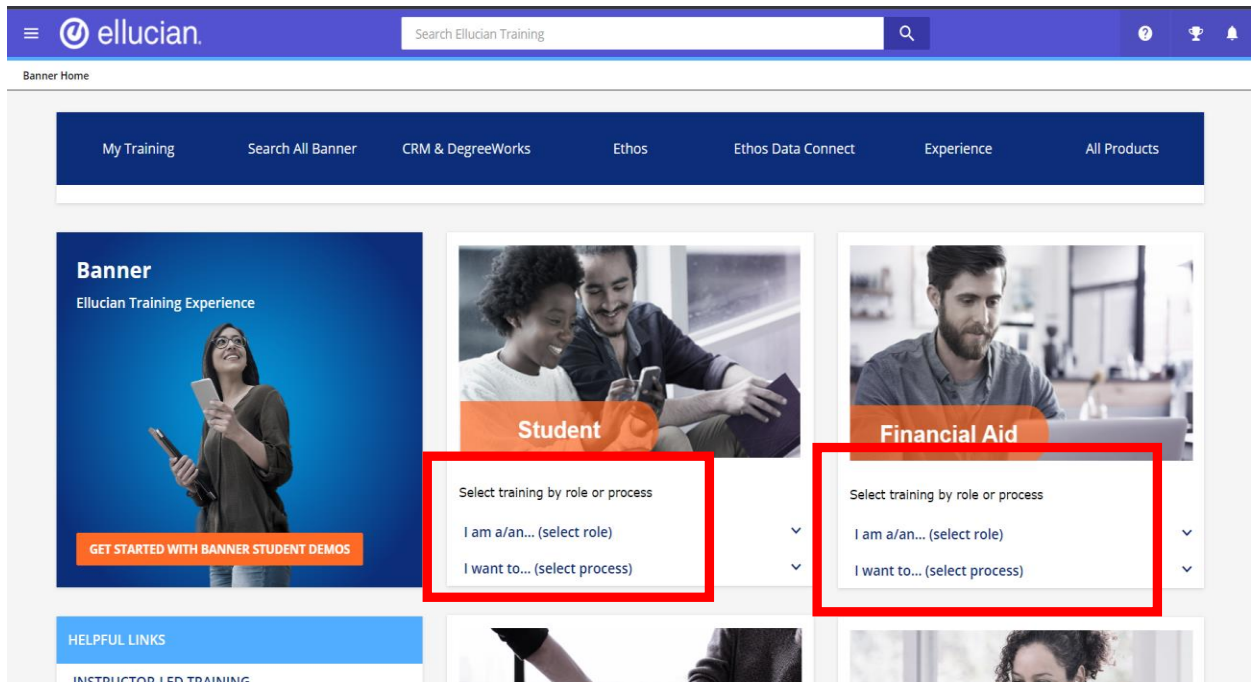 ellucian.
Search Ellucian Training
Banner Home
My Training
Search All Banner
CRM & DegreeWorks
Ethos
Ethos Data Connect
Experience
All Products
Banner
Ellucian Training Experience
GET STARTED WITH BANNER STUDENT DEMOS
Student
Select training by role or process
I am a/an... (select role)
I want to... (select process)
Financial Aid
Select training by role or process
I am a/an... (select role)
I want to... (select process)
HELPFUL LINKS
INSTRUCTOR LED TRAINING